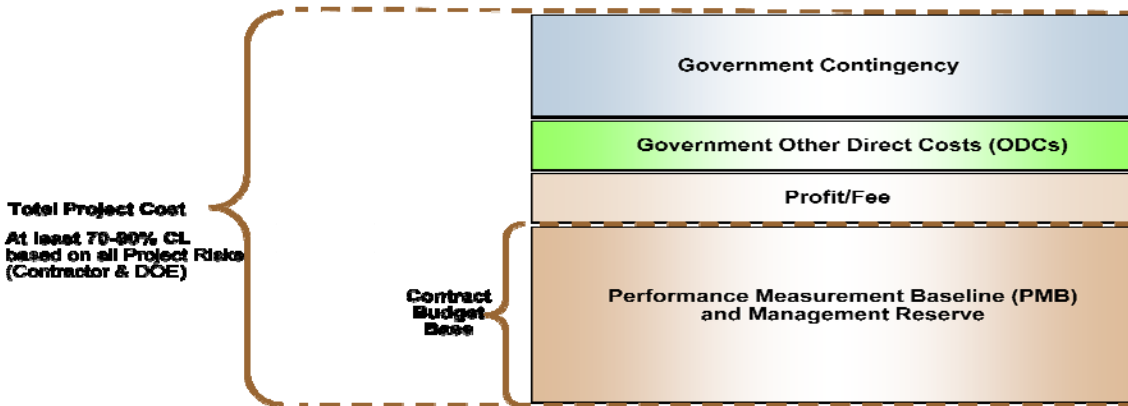 Government Contingency
Government Other Direct Costs (ODCs)
Profit/Fee
Total Project Cost
At least 70-90% CL
based on all Project Risks
(Contractor & DOE)
Contract
Budget
Base
Performance Measurement Baseline (PMB)
and Management Reserve